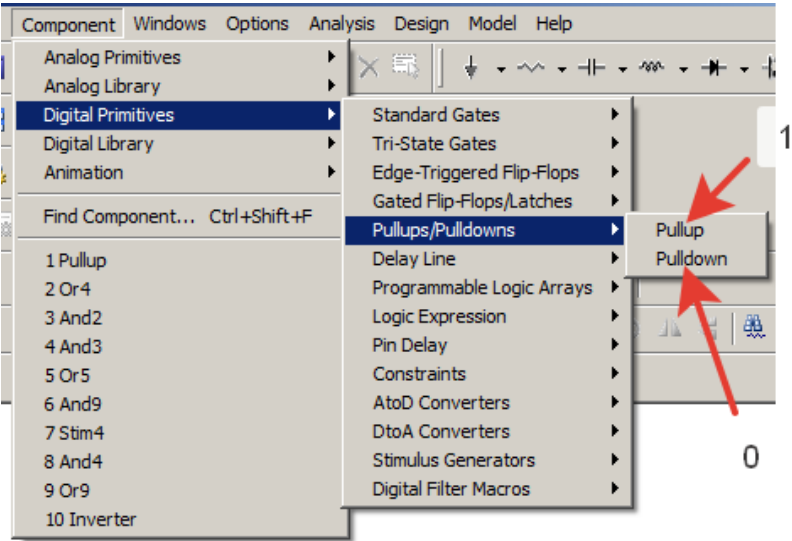 Component Windows Options Analysis Design Model Help
Analog Primitives
Analog Library
Digital Primitives
Digital Library
Animation
Find Component... Ctrl+Shift+F
1 Pullup
2 Or4
3 And2
4 And3
5 Or5
6 And9
7 Stim4
8 And4
9 Or9
10 Inverter
Standard Gates
Tri-State Gates
Edge-Triggered Flip-Flops
Gated Flip-Flops/Latches
Pullups/Pulldowns
Delay Line
Programmable Logic Arrays
Logic Expression
Pin Delay
Constraints
AtoD Converters
DtoA Converters
Stimulus Generators
Digital Filter Macros
Pullup
Pulldown
1
0